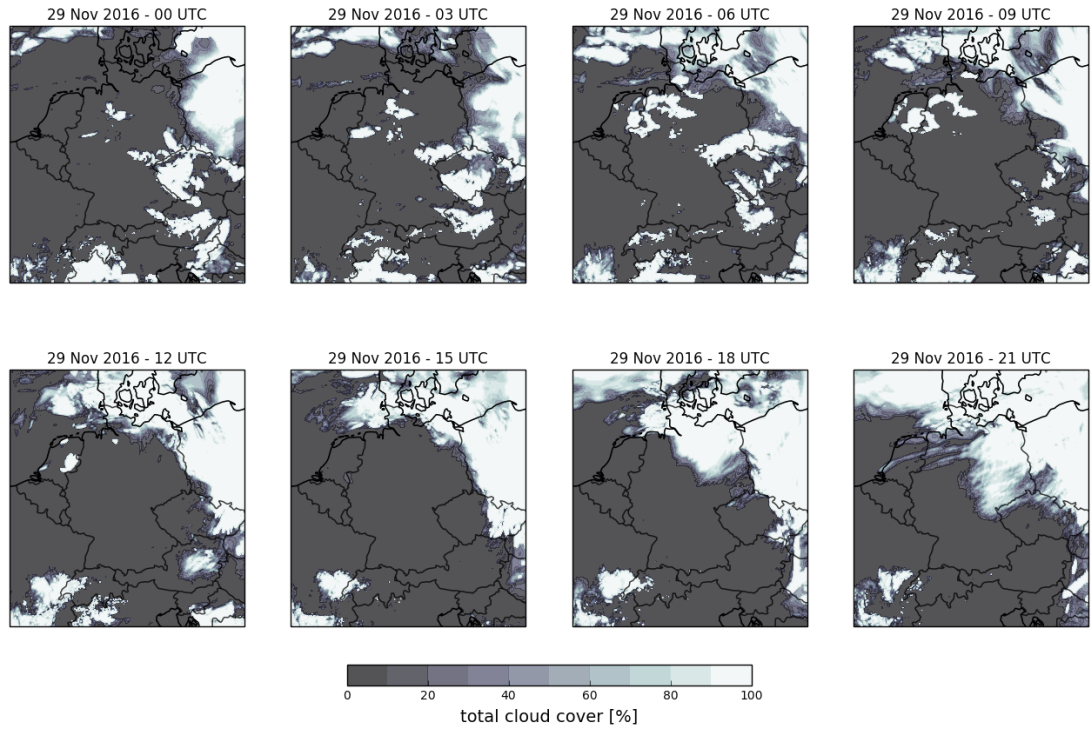 29 Nov 2016 - 00 UTC
29 Nov 2016 - 03 UTC
29 Nov 2016 - 06 UTC
29 Nov 2016 - 09 UTC
29 Nov 2016 - 12 UTC
29 Nov 2016 - 15 UTC
29 Nov 2016 - 18 UTC
29 Nov 2016 - 21 UTC
0 20 40 60 80 100
total cloud cover [%]